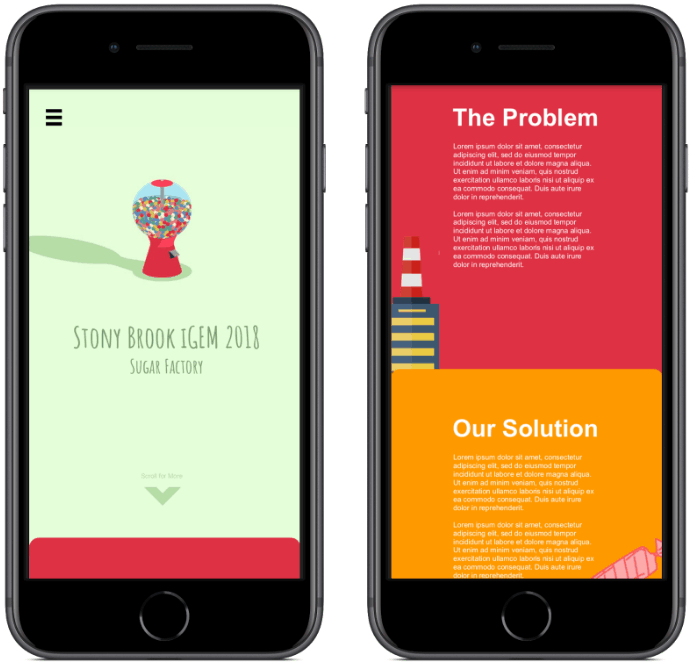 Stony Brook iGEM 2018
Sugar Factory
Scroll for More
The Problem
Lorem ipsum dolor sit amet, consectetur
adipiscing elit, sed do eiusmod tempor
incididunt ut labore et dolore magna aliqua.
Ut enim ad minim veniam, quis nostrud
exercitation ullamco laboris nisi ut aliquip ex
ea commodo consequat. Duis aute irure
dolor in reprehenderit.
Lorem ipsum dolor sit amet, consectetur
adipiscing elit, sed do eiusmod tempor
incididunt ut labore et dolore magna aliqua.
Ut enim ad minim veniam, quis nostrud
exercitation ullamco laboris nisi ut aliquip ex
ea commodo consequat. Duis aute irure
dolor in reprehenderit.
Our Solution
Lorem ipsum dolor sit amet, consectetur
adipiscing elit, sed do eiusmod tempor
incididunt ut labore et dolore magna aliqua.
Ut enim ad minim veniam, quis nostrud
exercitation ullamco laboris nisi ut aliquip ex
ea commodo consequat. Duis aute irure
dolor in reprehenderit.
Lorem ipsum dolor sit amet, consectetur
adipiscing elit, sed do eiusmod tempor
incididunt ut labore et dolore magna aliqua.
Ut enim ad minim veniam, quis nostrud
exercitation ullamco laboris nisi ut aliquip ex
ea commodo consequat. Duis aute irure
dolor in reprehenderit.